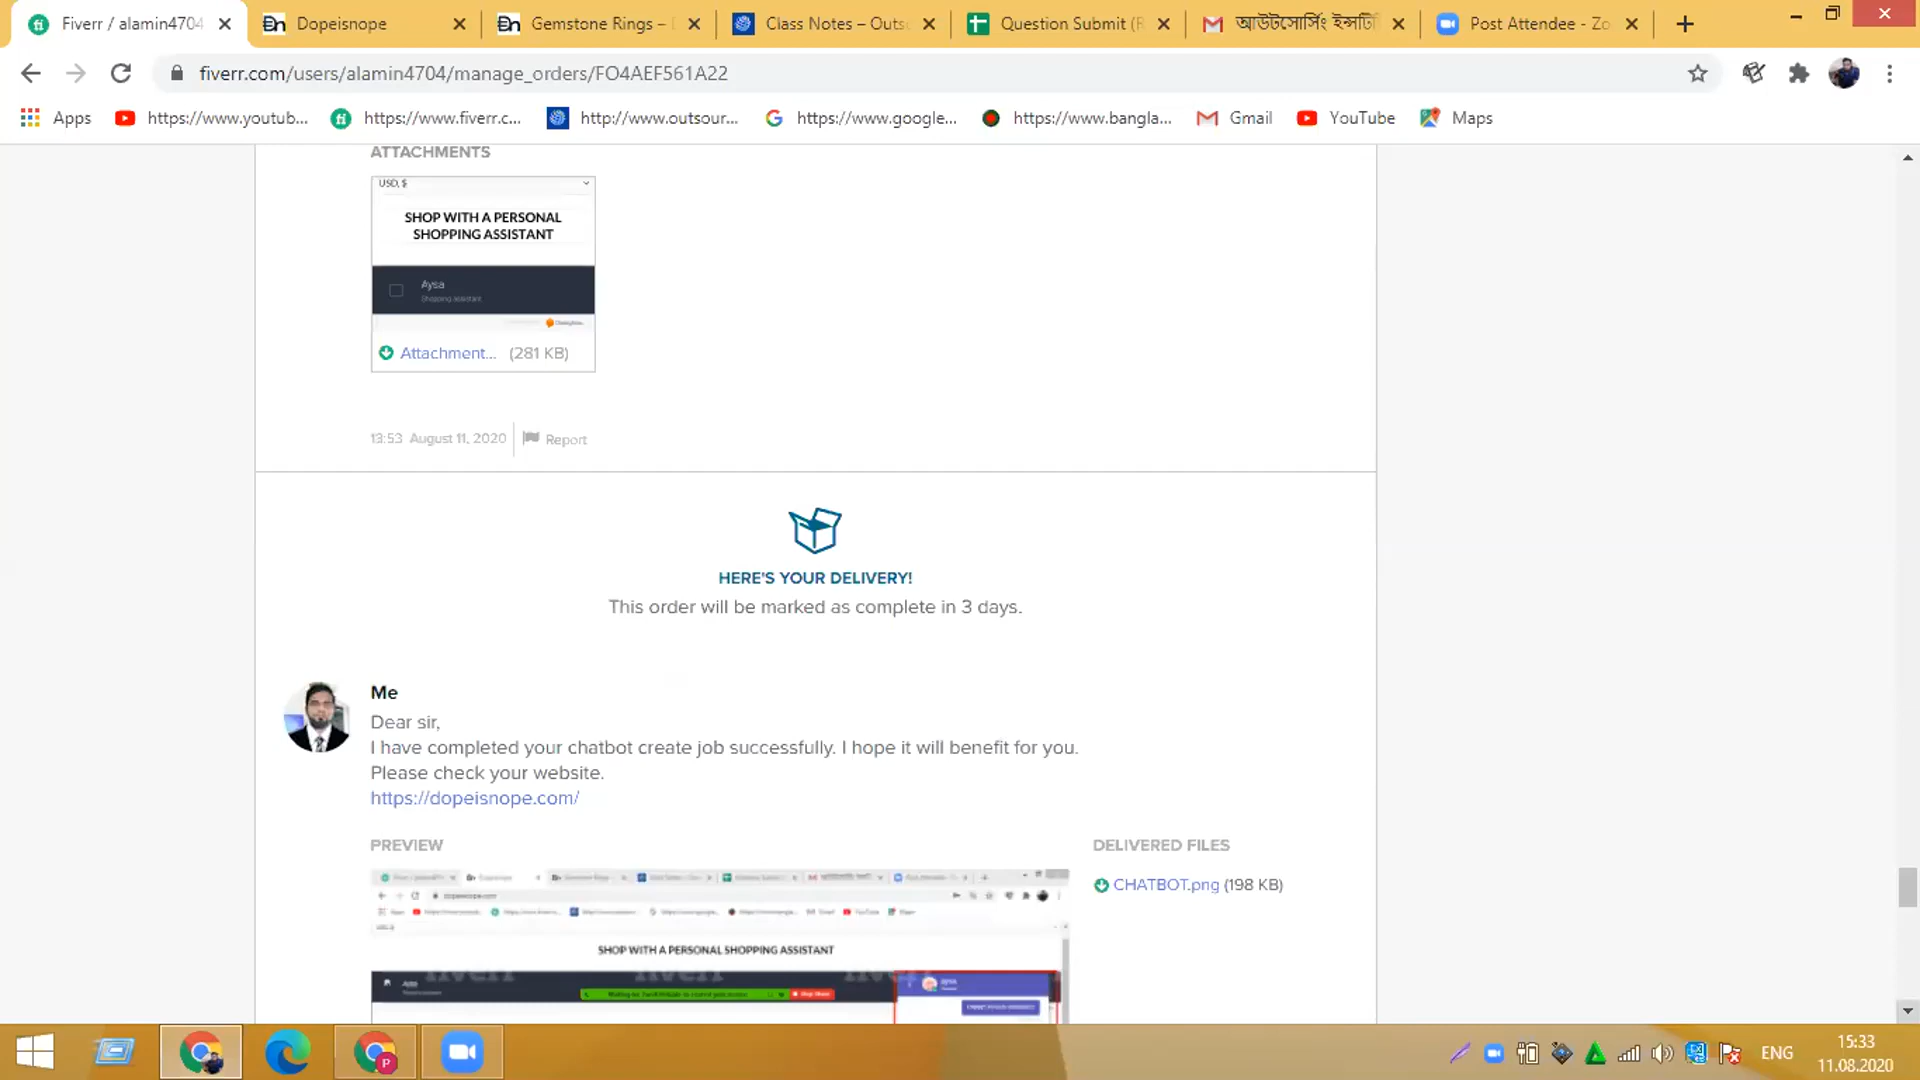 Fiverr / alamin4704
Dopeisnope
Gemstone Rings –
Class Notes – Outs
Question Submit (R
আউটসোর্সিং ইন্সটি
Post Attendee - Zo
fiverr.com/users/alamin4704/manage_orders/FO4AEF561A22
Apps
https://www.youtub...
https://www.fiverr.c...
http://www.outsour...
https://www.google...
https://www.bangla...
Gmail
YouTube
Maps
ATTACHMENTS
USD, $
SHOP WITH A PERSONAL
SHOPPING ASSISTANT
Aysa
Shopping assistant
Attachment... (281 KB)
13:53 August 11, 2020
Report
HERE'S YOUR DELIVERY!
This order will be marked as complete in 3 days.
Me
Dear sir,
I have completed your chatbot create job successfully. I hope it will benefit for you.
Please check your website.
https://dopeisnope.com/
PREVIEW
DELIVERED FILES
CHATBOT.png (198 KB)
SHOP WITH A PERSONAL SHOPPING ASSISTANT
ENG
15:33
11.08.2020